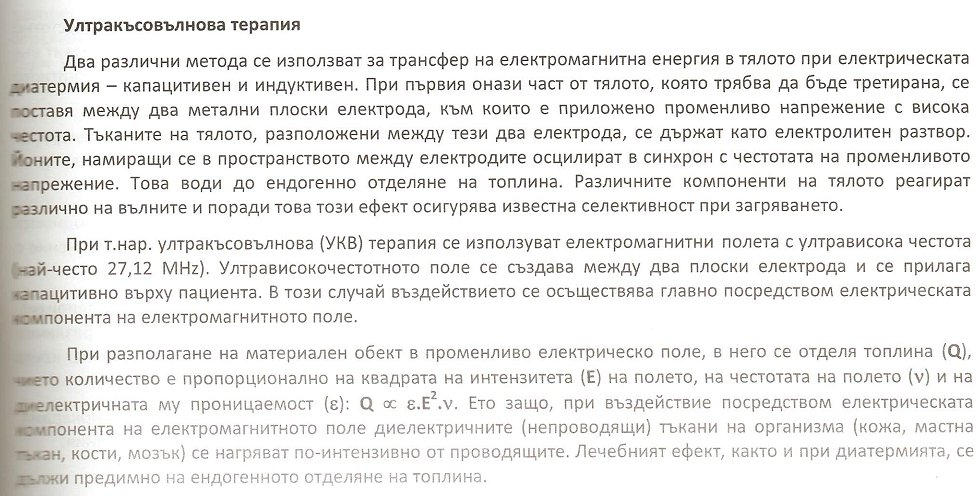 Ултракъсовълнова терапия
Два различни метода се използват за трансфер на електромагнитна енергия в тялото при електрическата
диатермия – капацитивен и индуктивен. При първия онази част от тялото, която трябва да бъде третирана, се
поставя между два метални плоски електрода, към които е приложено променливо напрежение с висока
честота. Тъканите на тялото, разположени между тези два електрода, се държат като електролитен разтвор.
Йоните, намиращи се в пространството между електродите осцилират в синхрон с честотата на променливото
напрежение. Това води до ендогенно отделяне на топлина. Различните компоненти на тялото реагират
различно на вълните и поради това този ефект осигурява известна селективност при загряването.
При т.нар. ултракъсовълнова (УКВ) терапия се използуват електромагнитни полета с ултрависока честота
(най-често 27,12 MHz). Ултрависокочестотното поле се създава между два плоски електрода и се прилага
капацитивно върху пациента. В този случай въздействието се осъществява главно посредством електрическата
компонента на електромагнитното поле.
При разполагане на материален обект в променливо електрическо поле, в него се отделя топлина (Q),
чието количество е пропорционално на квадрата на интензитета (E) на полето, на честотата на полето (ν) и на
диелектричната му проницаемост (ε): Q ∝ ε.E².ν. Ето защо, при въздействие посредством електрическата
компонента на електромагнитното поле диелектричните (непроводящи) тъкани на организма (кожа, мастна
тъкан, кости, мозък) се нагряват по-интензивно от проводящите. Лечебният ефект, както и при диатермията, се
дължи предимно на ендогенното отделяне на топлина.